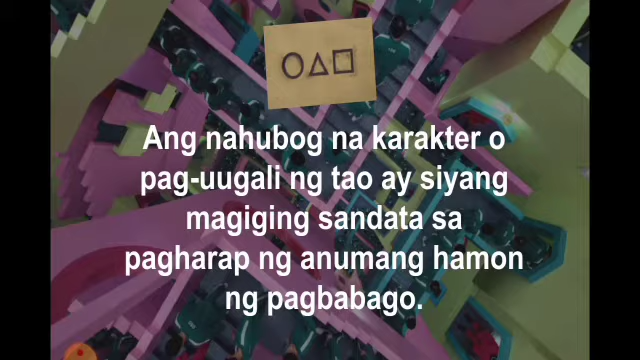 Ang nahubog na karakter o
pag-uugali ng tao ay siyang
magiging sandata sa
pagharap ng anumang hamon
ng pagbabago.